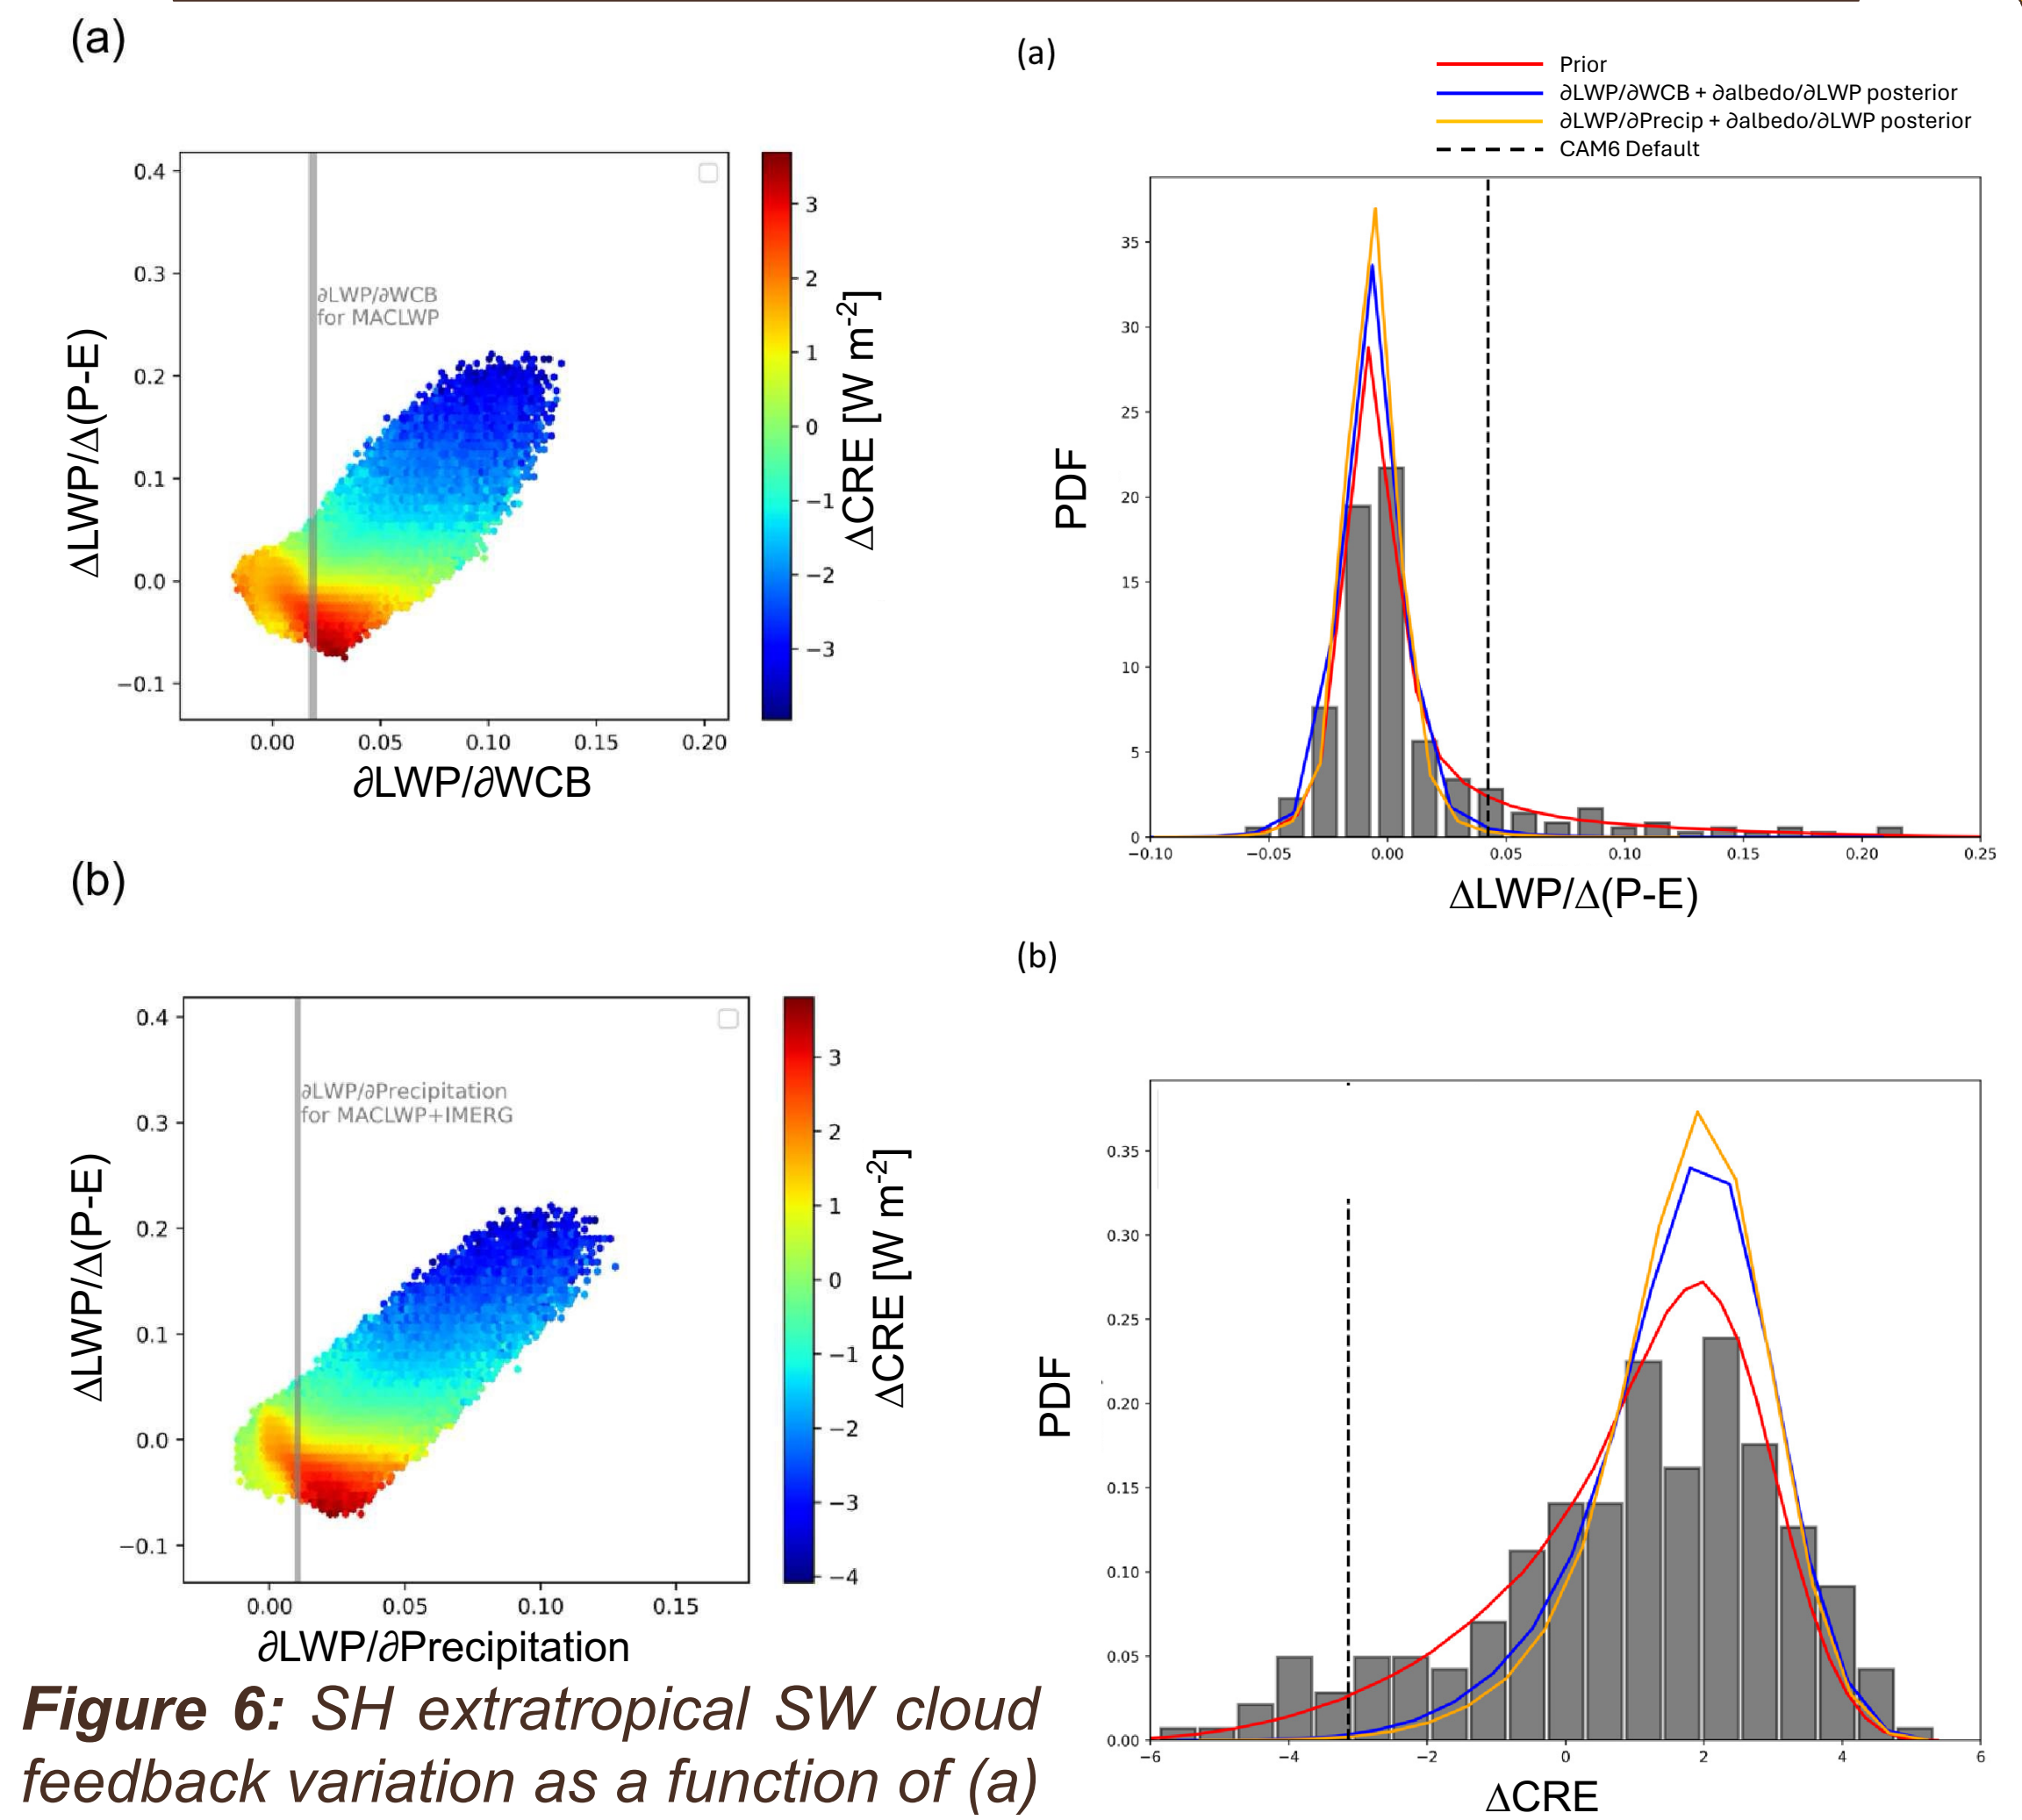 (a)
0.4
0.3
0.2
0.1
0.0
−0.1
∂LWP/∂WCB
for MACLWP
ΔLWP/Δ(P-E)
0.00 0.05 0.10 0.15 0.20
∂LWP/∂WCB
3
2
1
0
−1
−2
−3
ΔCRE [W m-2]
(b)
0.4
0.3
0.2
0.1
0.0
−0.1
∂LWP/∂Precipitation
for MACLWP+IMERG
ΔLWP/Δ(P-E)
0.00 0.05 0.10 0.15
∂LWP/∂Precipitation
3
2
1
0
−1
−2
−3
−4
ΔCRE [W m-2]
Figure 6: SH extratropical SW cloud
feedback variation as a function of (a)
(a)
Prior
∂LWP/∂WCB + ∂albedo/∂LWP posterior
∂LWP/∂Precip + ∂albedo/∂LWP posterior
CAM6 Default
35
30
25
20
15
10
5
0
PDF
−0.10 −0.05 0.00 0.05 0.10 0.15 0.20 0.25
ΔLWP/Δ(P-E)
(b)
0.35
0.30
0.25
0.20
0.15
0.10
0.05
0.00
PDF
−6 −4 −2 0 2 4 6
ΔCRE